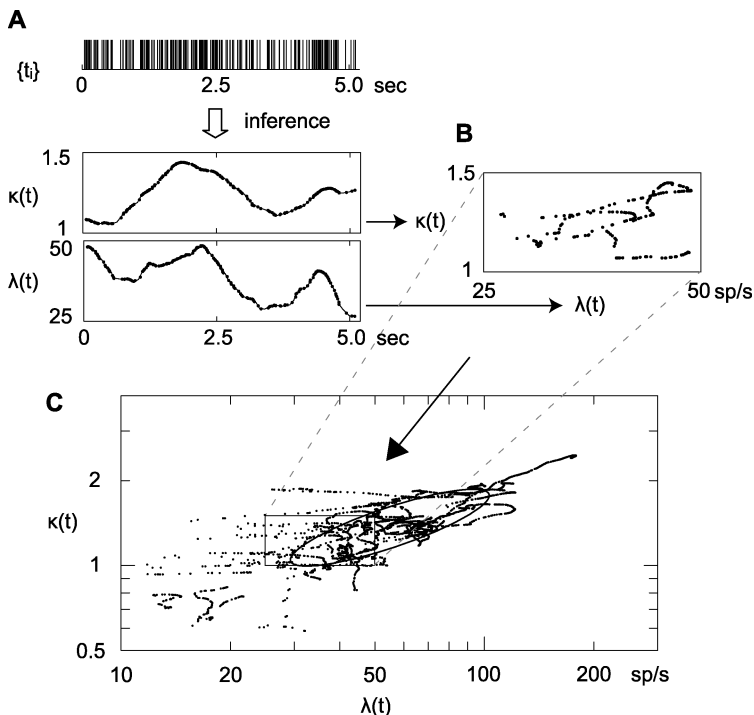 A
{tᵢ}
0 2.5 5.0 sec
inference
B
1.5
κ(t)
1
κ(t)
1.5
1
25 50 sp/s
50
λ(t)
25
λ(t)
0 2.5 5.0 sec
C
2
κ(t)
1
0.5
10 20 50 100 200 sp/s
λ(t)